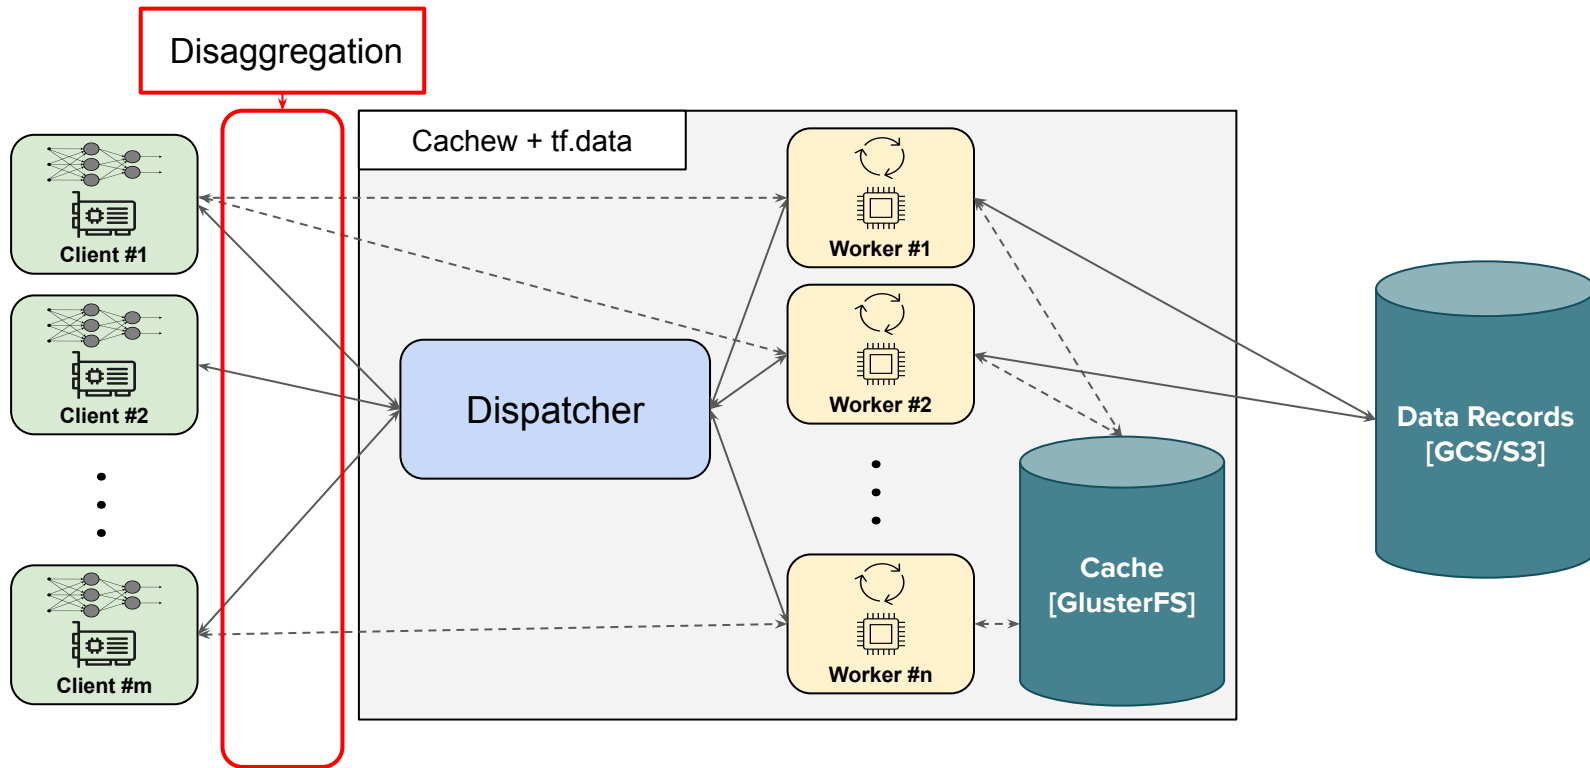 Disaggregation
Cachew + tf.data
Client #1
Client #2
Client #m
Dispatcher
Worker #1
Worker #2
Worker #n
Cache
[GlusterFS]
Data Records
[GCS/S3]